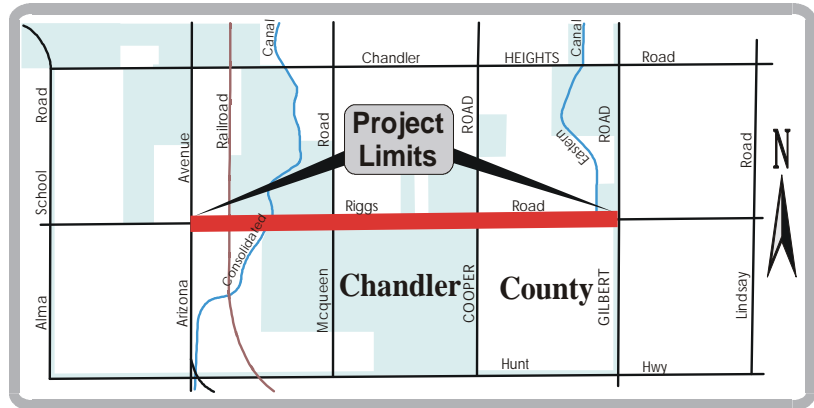 Canal
Canal
Chandler HEIGHTS Road
Road
Avenue
Railroad
Road
ROAD
ROAD
Eastern
Road
Project
Limits
N
School
Riggs Road
Consolidated
Chandler County
Alma
Arizona
Mcqueen
COOPER
GILBERT
Lindsay
Hunt Hwy